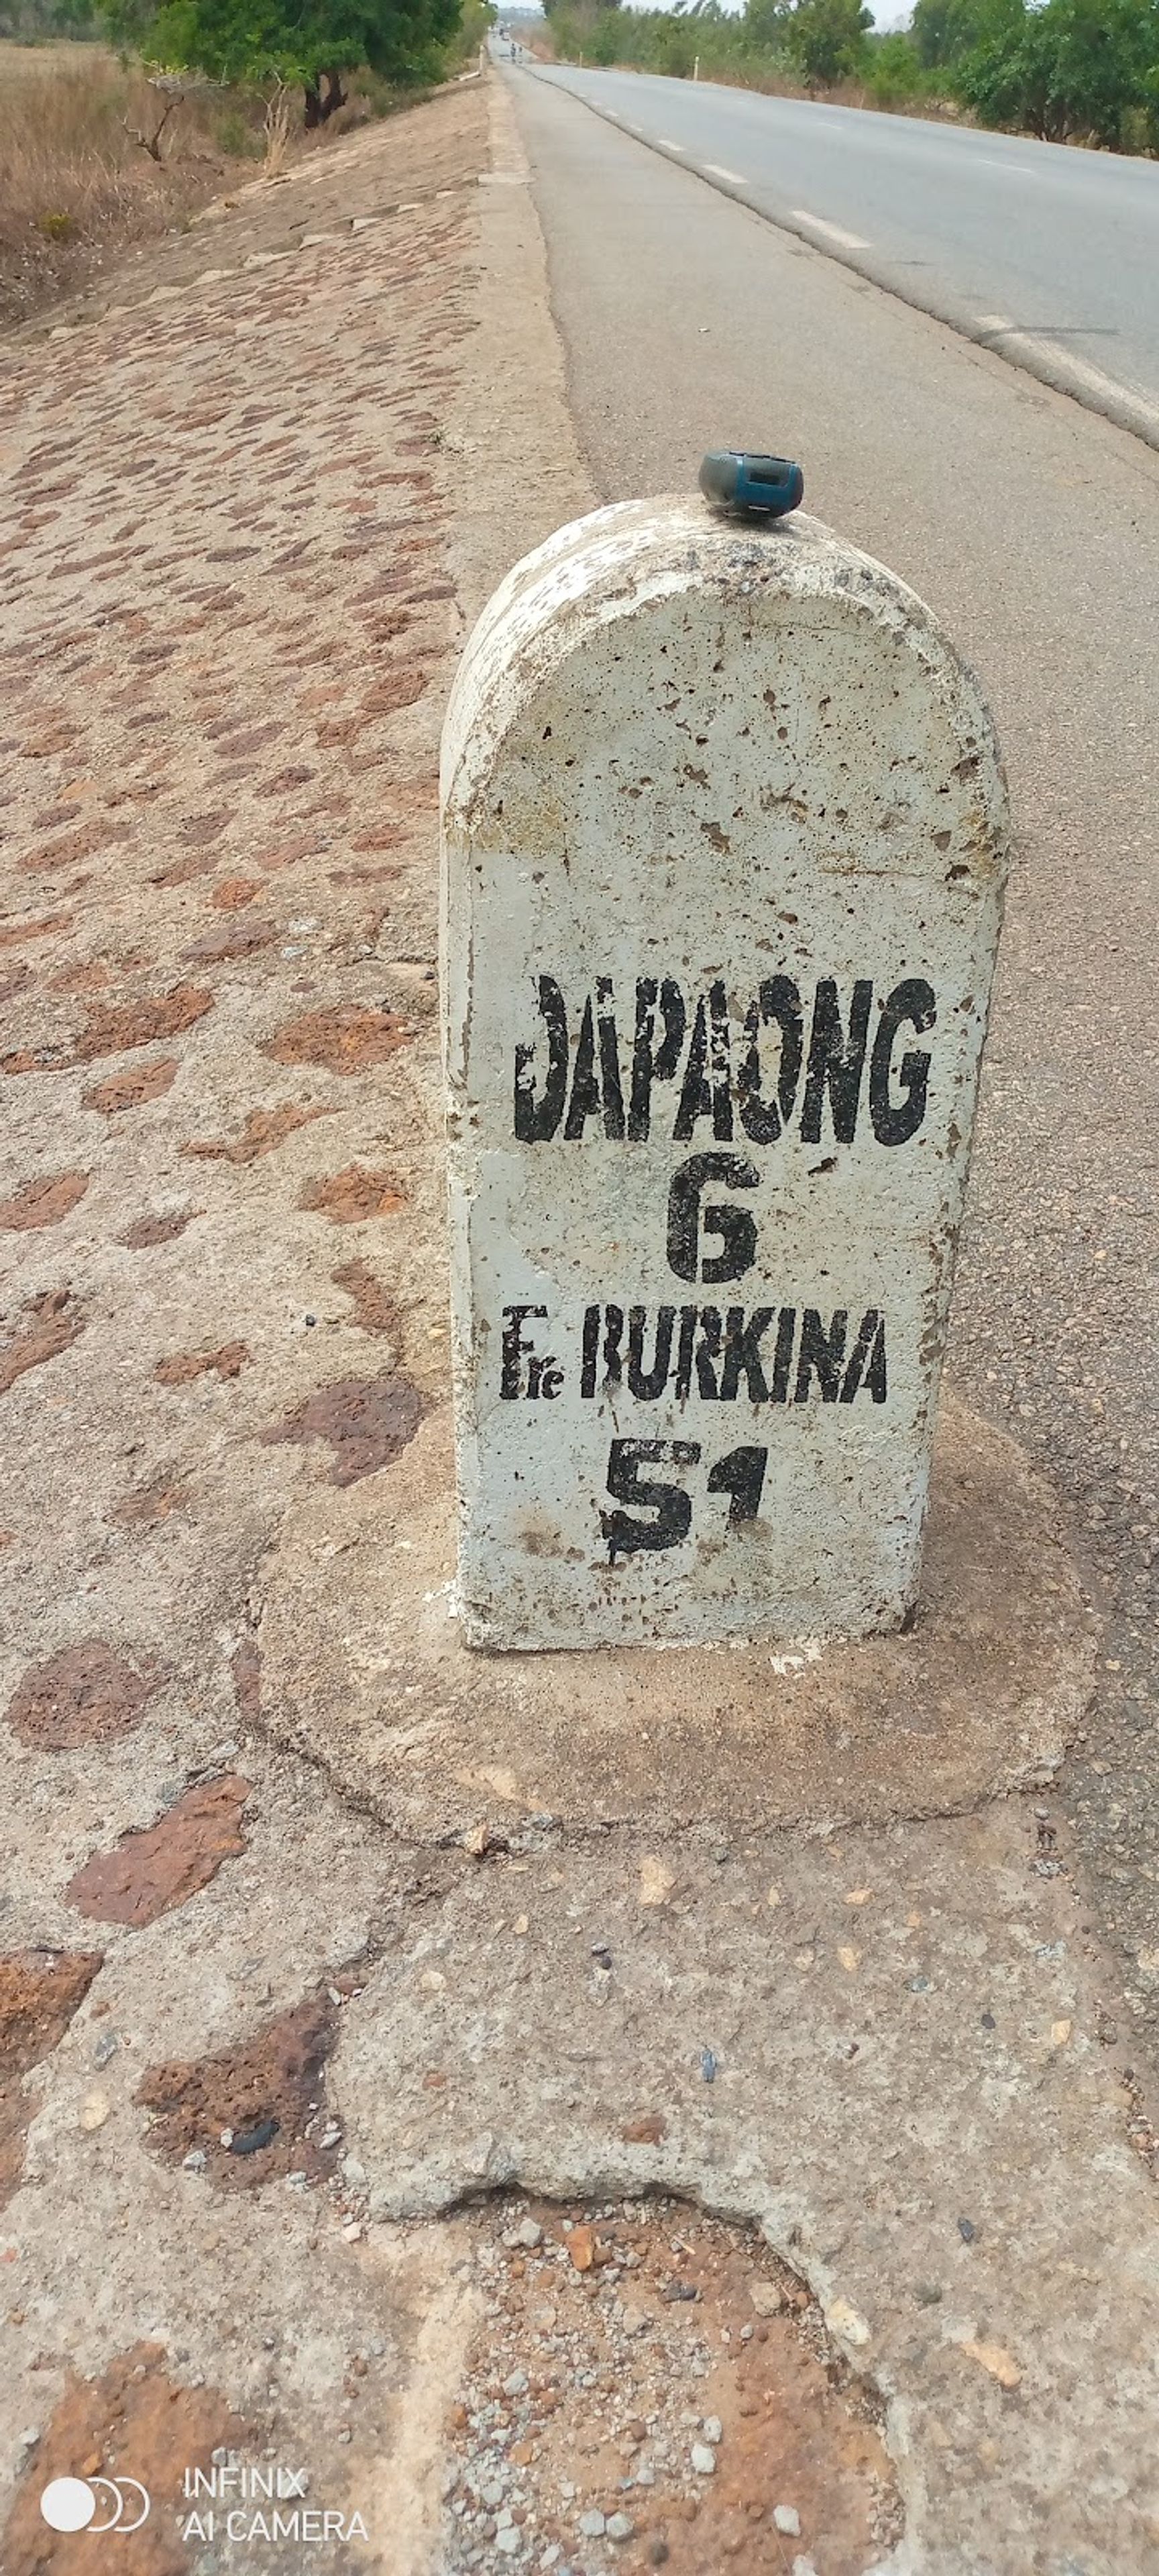 DAPAONG
6
Fre BURKINA
51
INFINIX
AI CAMERA